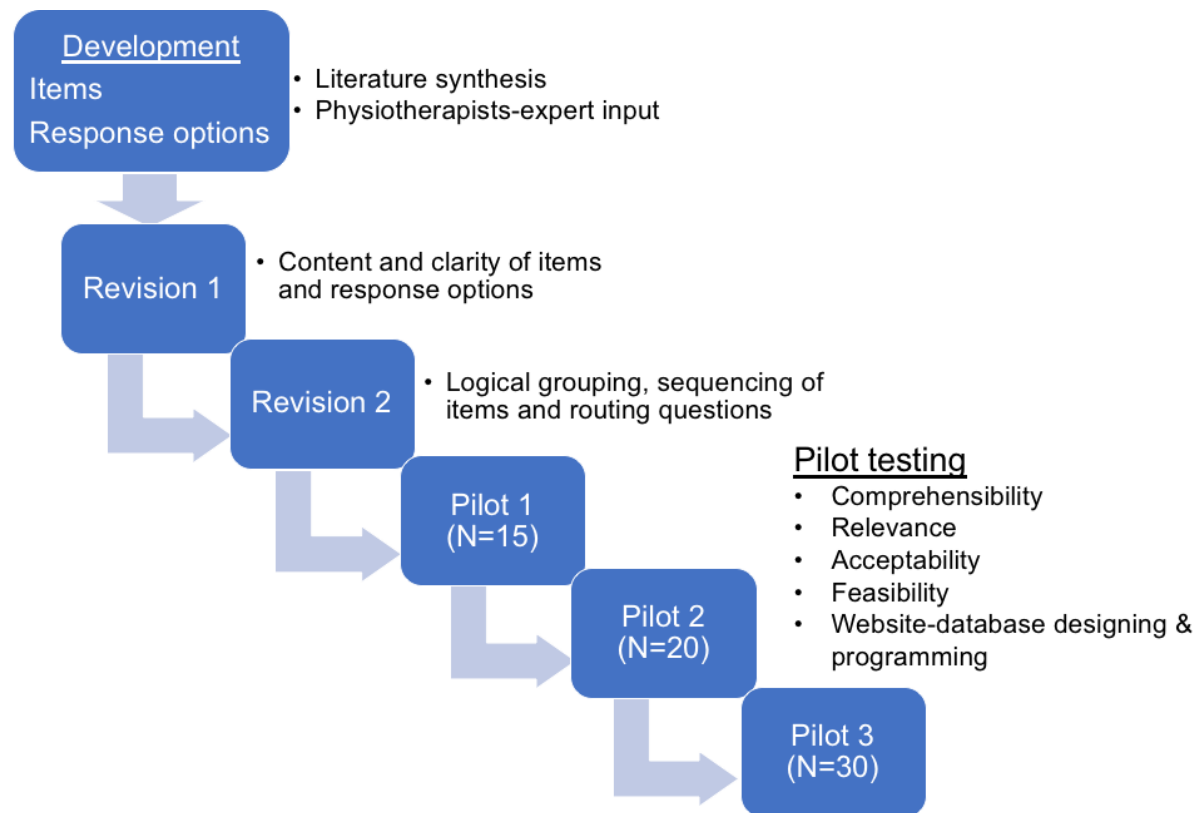 Development
Items
Response options
• Literature synthesis
• Physiotherapists-expert input
Revision 1
• Content and clarity of items
and response options
Revision 2
• Logical grouping, sequencing of
items and routing questions
Pilot 1
(N=15)
Pilot testing
• Comprehensibility
• Relevance
• Acceptability
• Feasibility
• Website-database designing &
programming
Pilot 2
(N=20)
Pilot 3
(N=30)